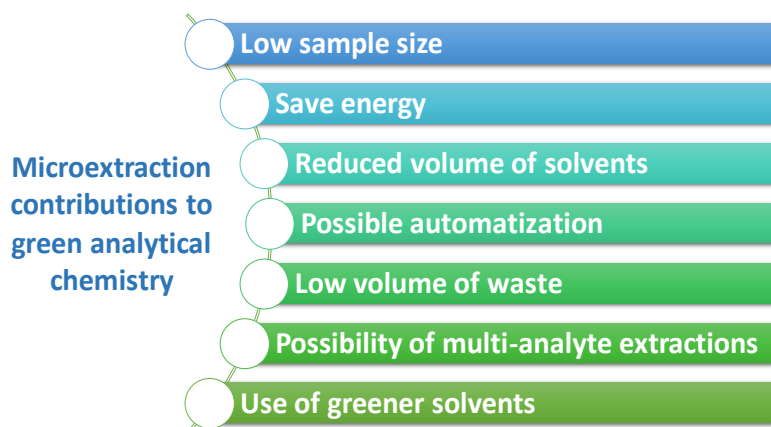 Microextraction
contributions to
green analytical
chemistry
Low sample size
Save energy
Reduced volume of solvents
Possible automatization
Low volume of waste
Possibility of multi-analyte extractions
Use of greener solvents